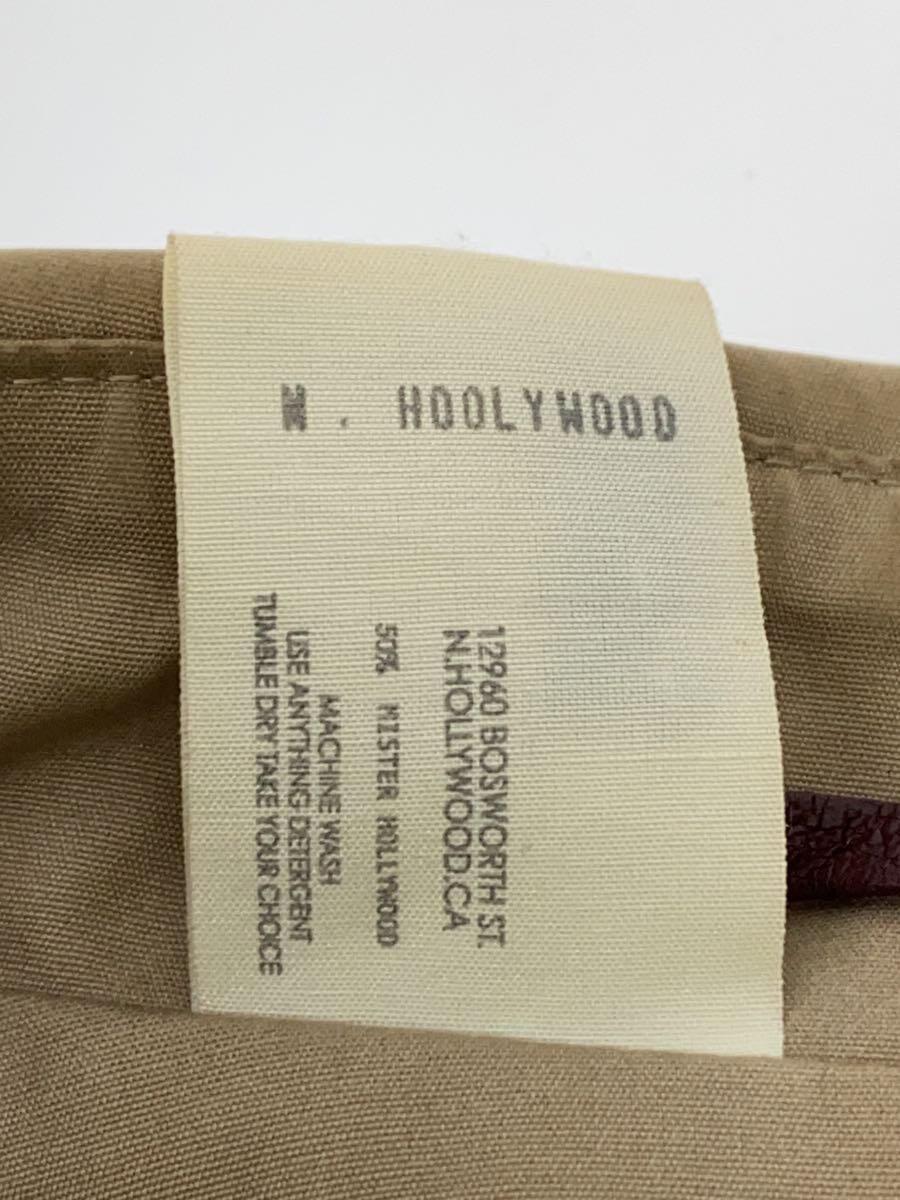 N. HOOLYWOOD
12960 BOSWORTH ST.
N.HOLLYWOOD.CA
50% MISTER HOLLYWOOD
MACHINE WASH
USE ANYTHING DETERGENT
TUMBLE DRY TAKE YOUR CHOICE